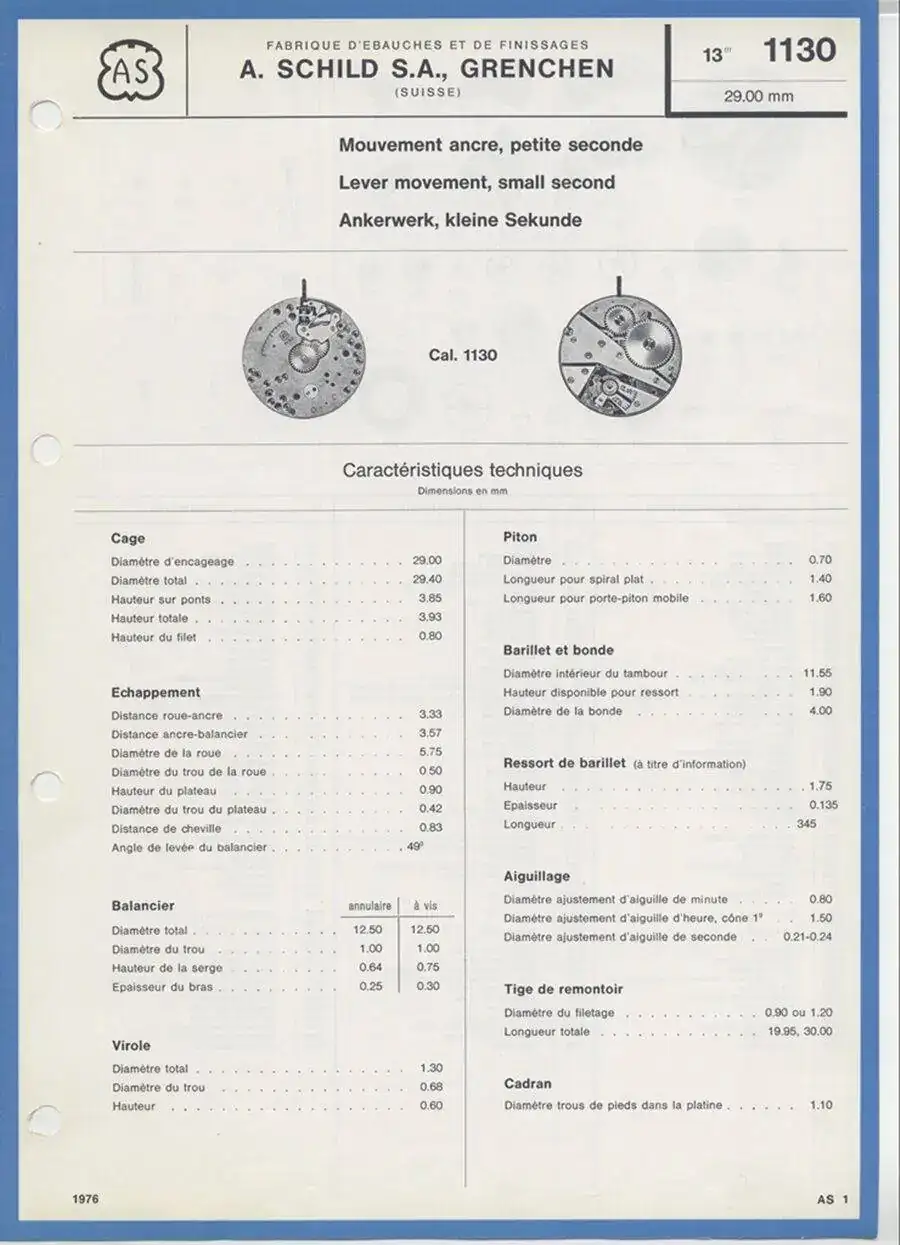 AS
FABRIQUE D'EBAUCHES ET DE FINISSAGES
A. SCHILD S.A., GRENCHEN
(SUISSE)
13''' 1130
29.00 mm
Mouvement ancre, petite seconde
Lever movement, small second
Ankerwerk, kleine Sekunde
Cal. 1130
Caractéristiques techniques
Dimensions en mm
Cage
Diamètre d'encageage . . . . . . . . . . . . . 29.00
Diamètre total . . . . . . . . . . . . . . . . . 29.40
Hauteur sur ponts . . . . . . . . . . . . . . . 3.85
Hauteur totale . . . . . . . . . . . . . . . . . 3.93
Hauteur du filet . . . . . . . . . . . . . . . . 0.80
Echappement
Distance roue-ancre . . . . . . . . . . . . . . 3.33
Distance ancre-balancier . . . . . . . . . . . 3.57
Diamètre de la roue . . . . . . . . . . . . . . 5.75
Diamètre du trou de la roue . . . . . . . . . . . 0 50
Hauteur du plateau . . . . . . . . . . . . . . 0.90
Diamètre du trou du plateau . . . . . . . . . . . 0.42
Distance de cheville . . . . . . . . . . . . . . 0.83
Angle de levée du balancier . . . . . . . . . . . 49°
Balancier annulaire à vis
Diamètre total . . . . . . . . . . . . 12.50 12.50
Diamètre du trou . . . . . . . . . . 1.00 1.00
Hauteur de la serge . . . . . . . . . 0.64 0.75
Epaisseur du bras . . . . . . . . . . 0.25 0.30
Virole
Diamètre total . . . . . . . . . . . . . . . . . 1.30
Diamètre du trou . . . . . . . . . . . . . . . 0.68
Hauteur . . . . . . . . . . . . . . . . . . . 0.60
Piton
Diamètre . . . . . . . . . . . . . . . . . . . 0.70
Longueur pour spiral plat . . . . . . . . . . . . 1.40
Longueur pour porte-piton mobile . . . . . . . . 1.60
Barillet et bonde
Diamètre intérieur du tambour . . . . . . . . . 11.55
Hauteur disponible pour ressort . . . . . . . . . 1.90
Diamètre de la bonde . . . . . . . . . . . . 4.00
Ressort de barillet (à titre d'information)
Hauteur . . . . . . . . . . . . . . . . . . . . 1.75
Epaisseur . . . . . . . . . . . . . . . . . . 0.135
Longueur . . . . . . . . . . . . . . . . . . 345
Aiguillage
Diamètre ajustement d'aiguille de minute . . . . . 0.80
Diamètre ajustement d'aiguille d'heure, cône 1° . . 1.50
Diamètre ajustement d'aiguille de seconde . . 0.21-0.24
Tige de remontoir
Diamètre du filetage . . . . . . . . . . . 0.90 ou 1.20
Longueur totale . . . . . . . . . . . . . 19.95, 30.00
Cadran
Diamètre trous de pieds dans la platine . . . . . . 1.10
1976
AS 1